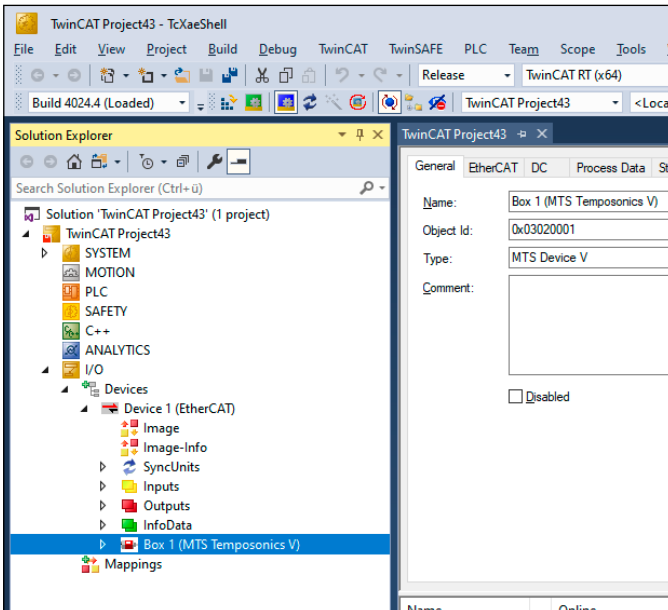 TwinCAT Project43 - TcXaeShell
File Edit View Project Build Debug TwinCAT TwinSAFE PLC Team Scope Tools
Release TwinCAT RT (x64)
Build 4024.4 (Loaded) TwinCAT Project43 <Loca
Solution Explorer
TwinCAT Project43
Search Solution Explorer (Ctrl+ü)
Solution 'TwinCAT Project43' (1 project)
TwinCAT Project43
SYSTEM
MOTION
PLC
SAFETY
C++
ANALYTICS
I/O
Devices
Device 1 (EtherCAT)
Image
Image-Info
SyncUnits
Inputs
Outputs
InfoData
Box 1 (MTS Temposonics V)
Mappings
General EtherCAT DC Process Data St
Name: Box 1 (MTS Temposonics V)
Object Id: 0x03020001
Type: MTS Device V
Comment:
Disabled
Name Online